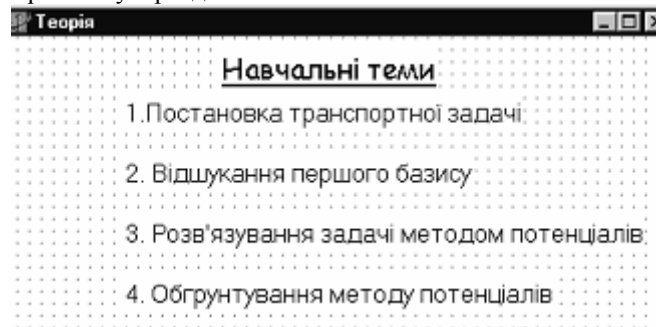 Теорія
Навчальні теми
1.Постановка транспортної задачі
2. Відшукання першого базису
3. Розв'язування задачі методом потенціалів
4. Обгрунтування методу потенціалів